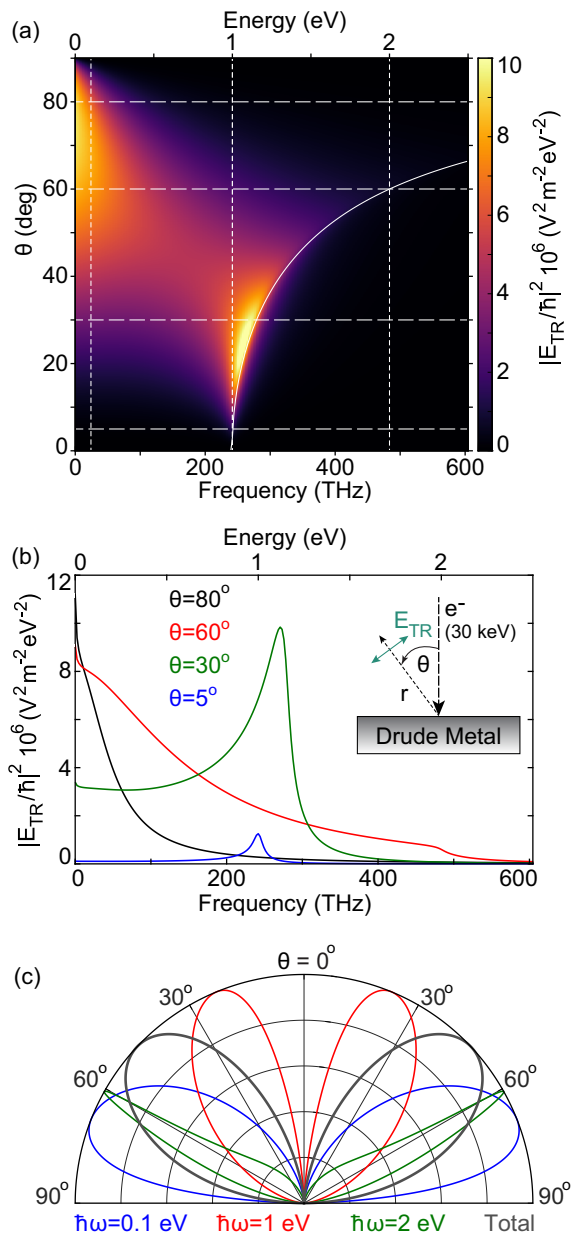 (a)
Energy (eV)
0 1 2
80
60
40
20
0
θ (deg)
0 200 400 600
Frequency (THz)
10
8
6
4
2
0
|E_TR/ħ|² 10⁶ (V²m⁻²eV⁻²)
(b)
Energy (eV)
0 1 2
12
8
4
0
|E_TR/ħ|² 10⁶ (V²m⁻²eV⁻²)
θ=80°
θ=60°
θ=30°
θ=5°
e⁻
(30 keV)
E_TR
θ
r
Drude Metal
0 200 400 600
Frequency (THz)
(c)
θ = 0°
30° 30°
60° 60°
90° 90°
ħω=0.1 eV ħω=1 eV ħω=2 eV Total